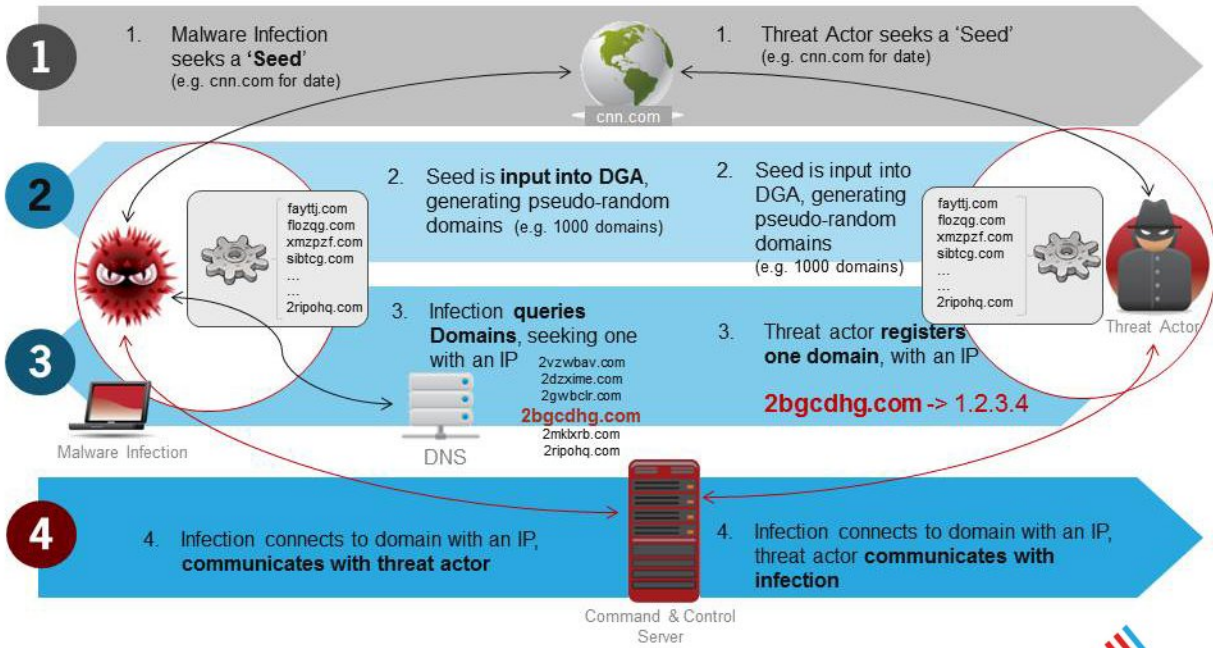 1
1. Malware Infection
seeks a ‘Seed’
(e.g. cnn.com for date)
cnn.com
1. Threat Actor seeks a ‘Seed’
(e.g. cnn.com for date)
2
fayttj.com
flozqg.com
xmzpzf.com
sibtcg.com
...
...
2ripohq.com
2. Seed is input into DGA,
generating pseudo-random
domains (e.g. 1000 domains)
2. Seed is input into
DGA, generating
pseudo-random
domains
(e.g. 1000 domains)
fayttj.com
flozqg.com
xmzpzf.com
sibtcg.com
...
...
2ripohq.com
Threat Actor
3
Malware Infection
3. Infection queries
Domains, seeking one
with an IP
2vzwbav.com
2dzxime.com
2gwbclr.com
2bgcdhg.com
2mklxrb.com
2ripohq.com
DNS
3. Threat actor registers
one domain, with an IP
2bgcdhg.com -> 1.2.3.4
4
4. Infection connects to domain with an IP,
communicates with threat actor
Command & Control
Server
4. Infection connects to domain with an IP,
threat actor communicates with
infection